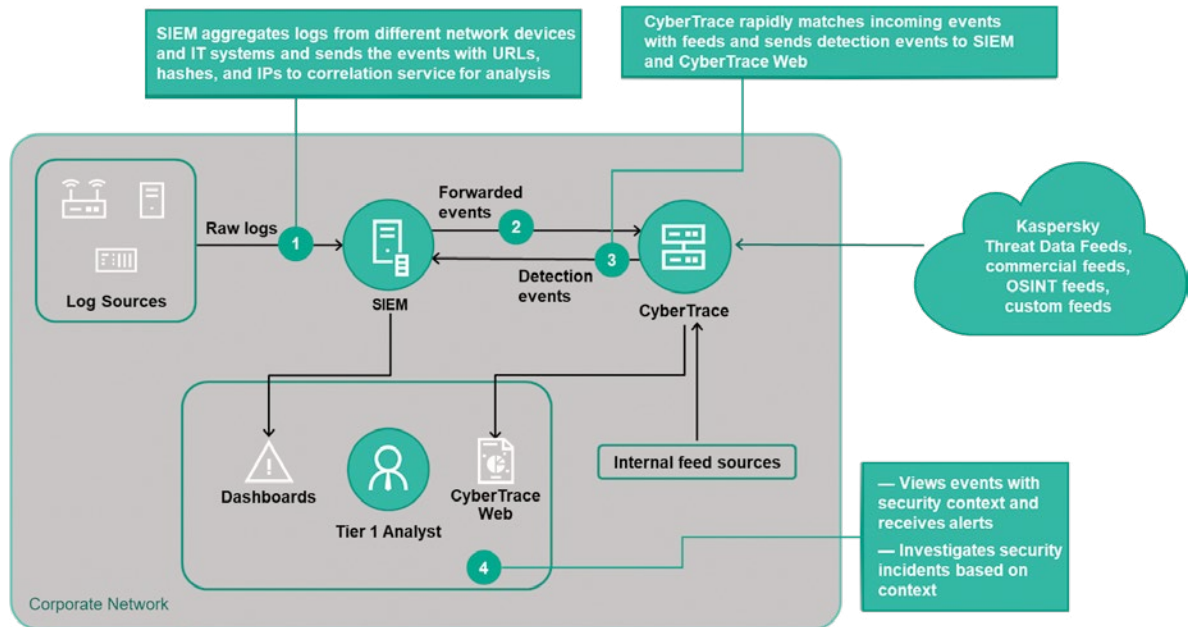 SIEM aggregates logs from different network devices
and IT systems and sends the events with URLs,
hashes, and IPs to correlation service for analysis
CyberTrace rapidly matches incoming events
with feeds and sends detection events to SIEM
and CyberTrace Web
Log Sources
Raw logs
1
SIEM
Forwarded
events
2
3
Detection
events
CyberTrace
Kaspersky
Threat Data Feeds,
commercial feeds,
OSINT feeds,
custom feeds
Dashboards
Tier 1 Analyst
CyberTrace
Web
Internal feed sources
4
— Views events with
security context and
receives alerts
— Investigates security
incidents based on
context
Corporate Network